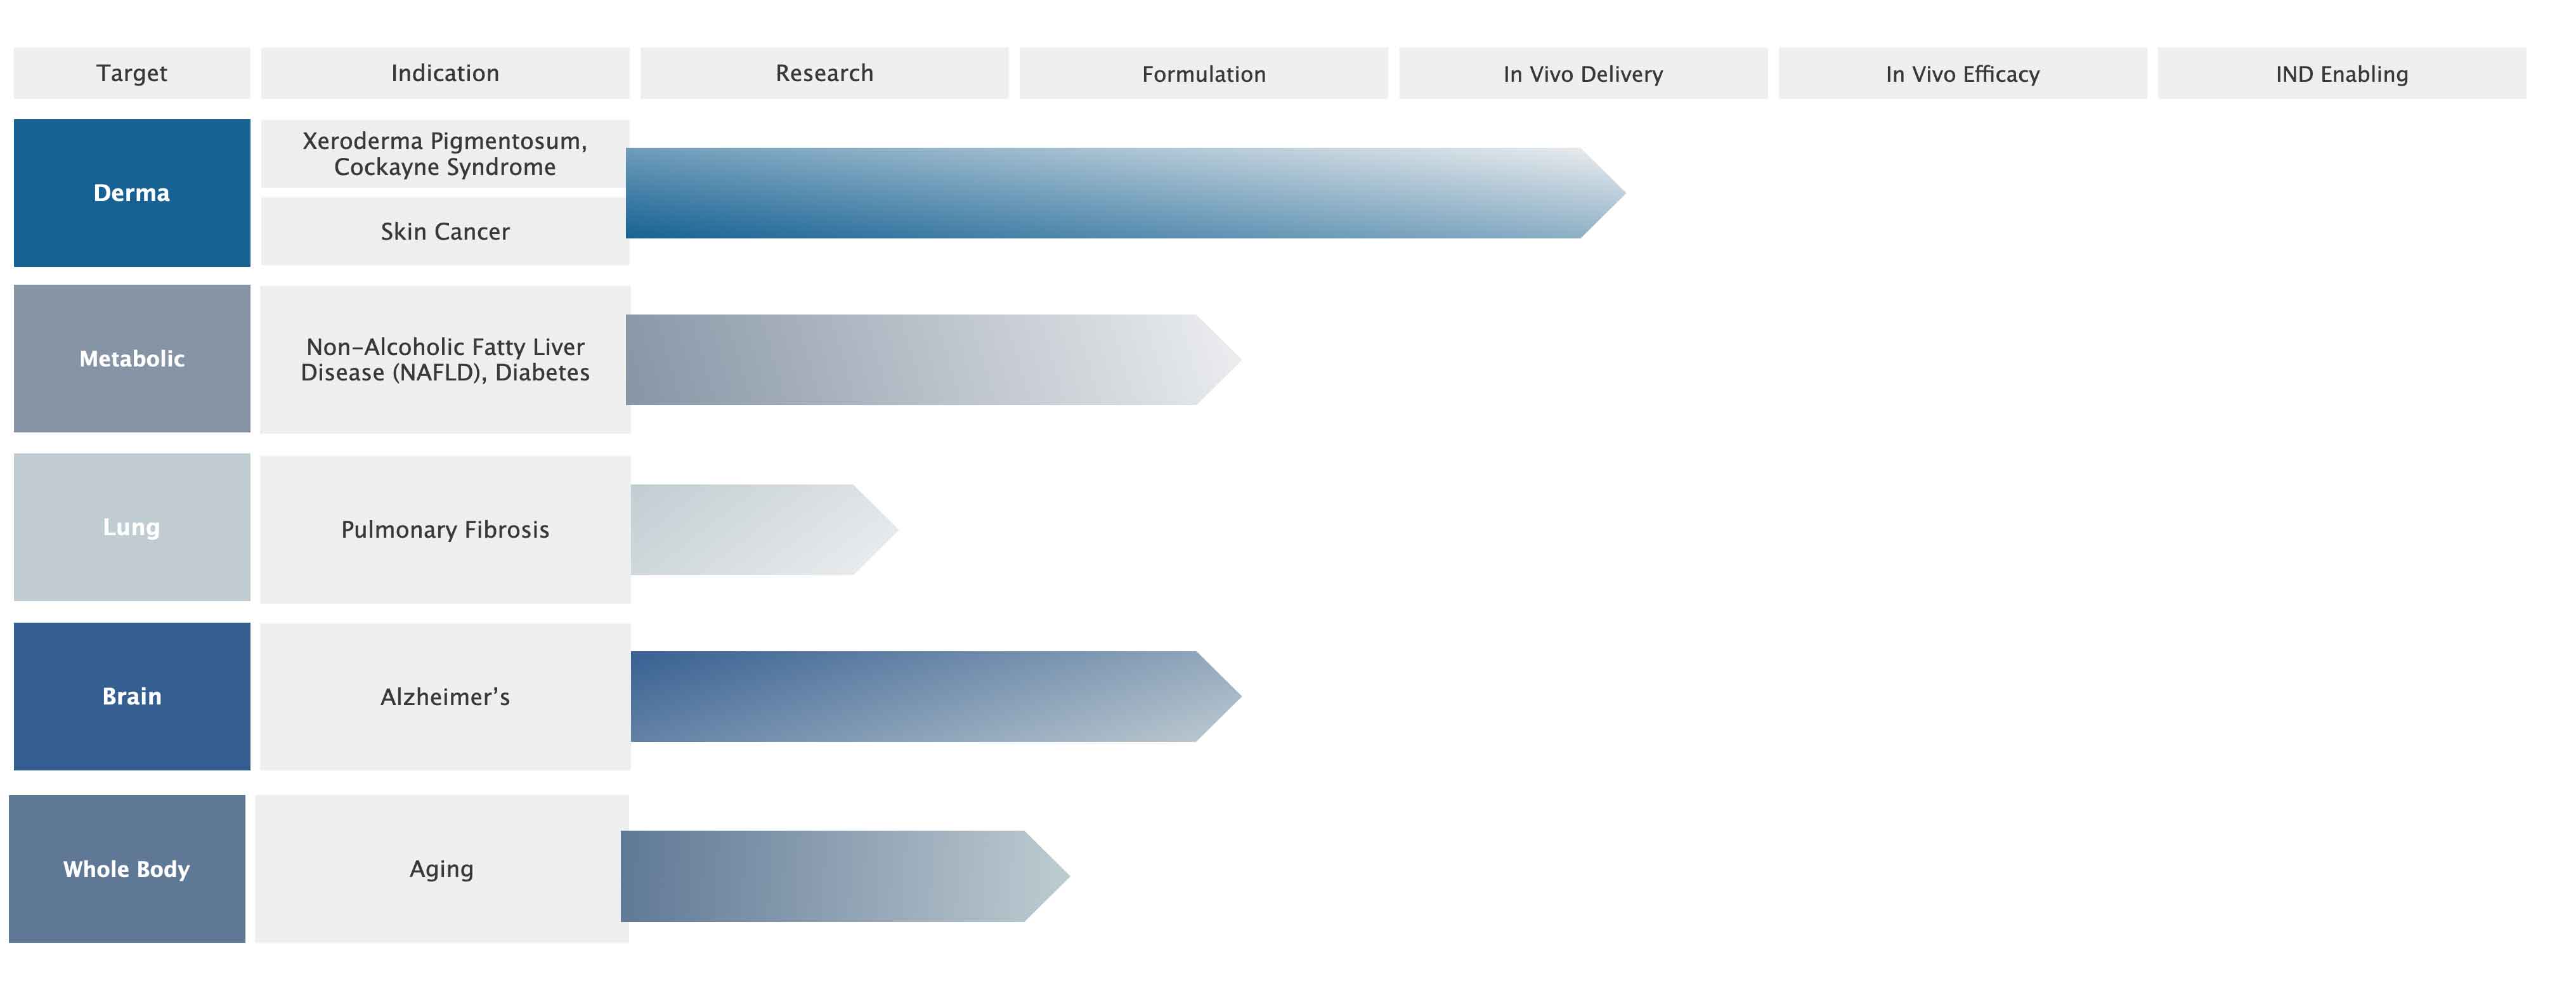 Target
Indication
Research
Formulation
In Vivo Delivery
In Vivo Efficacy
IND Enabling
Derma
Xeroderma Pigmentosum,
Cockayne Syndrome
Skin Cancer
Metabolic
Non-Alcoholic Fatty Liver
Disease (NAFLD), Diabetes
Lung
Pulmonary Fibrosis
Brain
Alzheimer’s
Whole Body
Aging